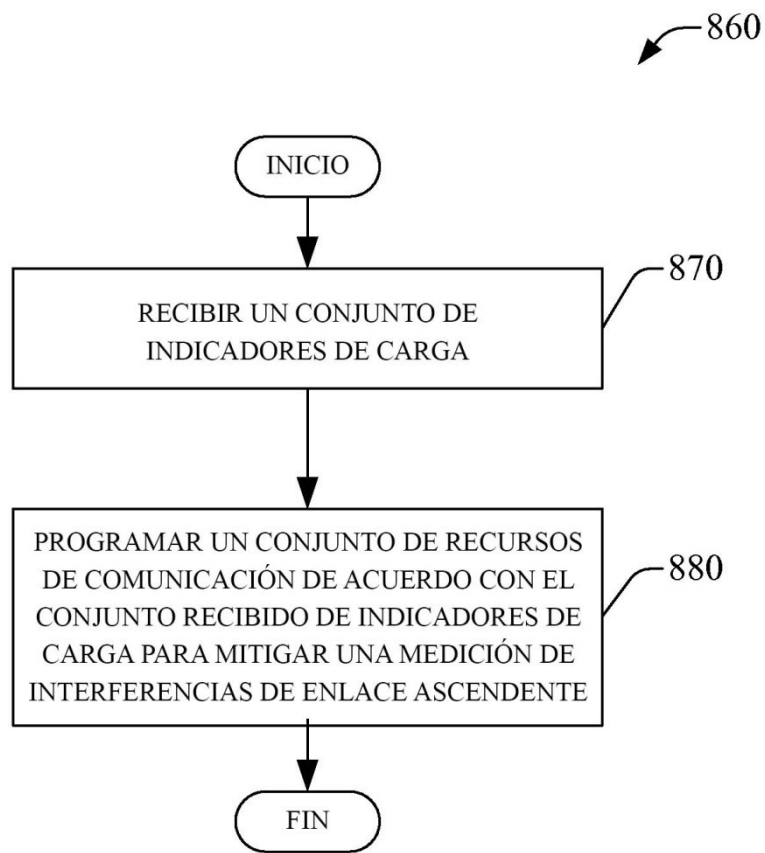 860
INICIO
870
RECIBIR UN CONJUNTO DE
INDICADORES DE CARGA
PROGRAMAR UN CONJUNTO DE RECURSOS
DE COMUNICACIÓN DE ACUERDO CON EL
CONJUNTO RECIBIDO DE INDICADORES DE
CARGA PARA MITIGAR UNA MEDICIÓN DE
INTERFERENCIAS DE ENLACE ASCENDENTE
880
FIN